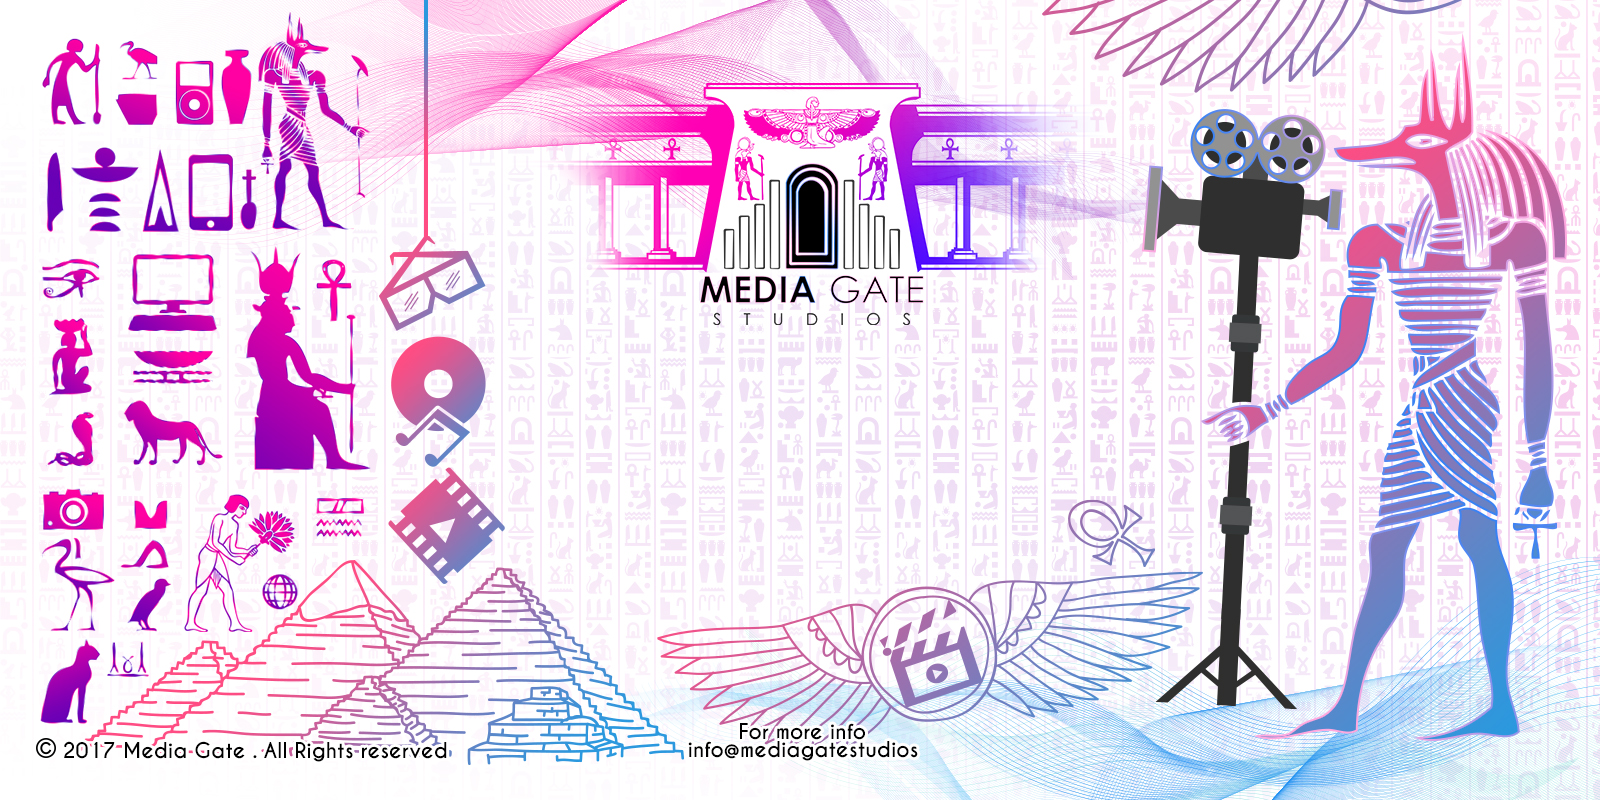 MEDIA GATE
STUDIOS
For more info
info@mediagatestudios
© 2017 Media-Gate . All Rights reserved